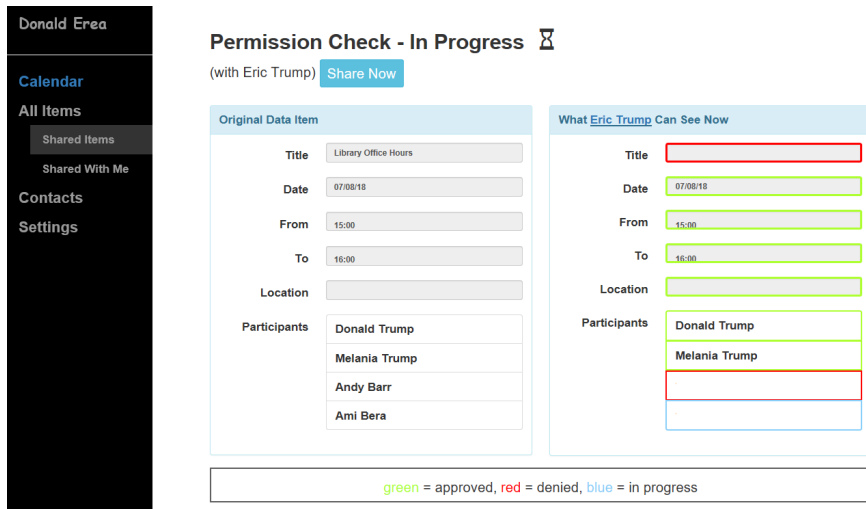 Donald Erea
Calendar
All Items
Shared Items
Shared With Me
Contacts
Settings
Permission Check - In Progress
(with Eric Trump) Share Now
Original Data Item
Title Library Office Hours
Date 07/08/18
From 15:00
To 16:00
Location
Participants Donald Trump
Melania Trump
Andy Barr
Ami Bera
What Eric Trump Can See Now
Title
Date 07/08/18
From 15:00
To 16:00
Location
Participants Donald Trump
Melania Trump
green = approved, red = denied, blue = in progress